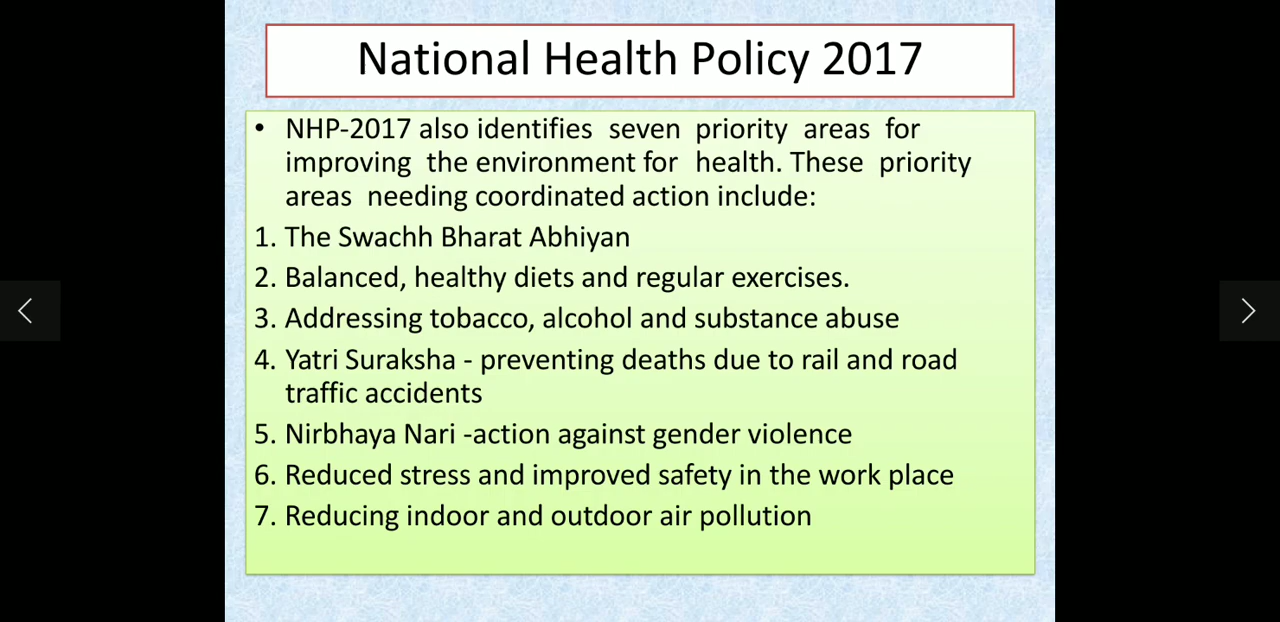 National Health Policy 2017
• NHP-2017 also identifies seven priority areas for
improving the environment for health. These priority
areas needing coordinated action include:
1. The Swachh Bharat Abhiyan
2. Balanced, healthy diets and regular exercises.
3. Addressing tobacco, alcohol and substance abuse
4. Yatri Suraksha - preventing deaths due to rail and road
traffic accidents
5. Nirbhaya Nari -action against gender violence
6. Reduced stress and improved safety in the work place
7. Reducing indoor and outdoor air pollution